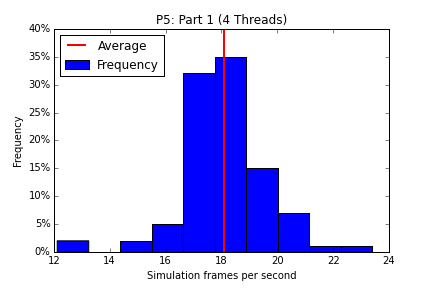 P5: Part 1 (4 Threads)
40%
35%
30%
25%
20%
15%
10%
5%
0%
Frequency
Average
Frequency
12 14 16 18 20 22 24
Simulation frames per second